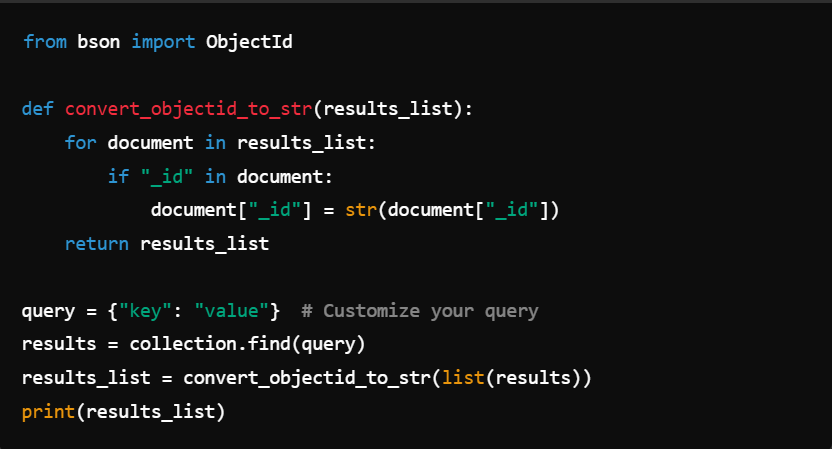 from bson import ObjectId
def convert_objectid_to_str(results_list):
    for document in results_list:
        if "_id" in document:
            document["_id"] = str(document["_id"])
    return results_list
query = {"key": "value"}  # Customize your query
results = collection.find(query)
results_list = convert_objectid_to_str(list(results))
print(results_list)